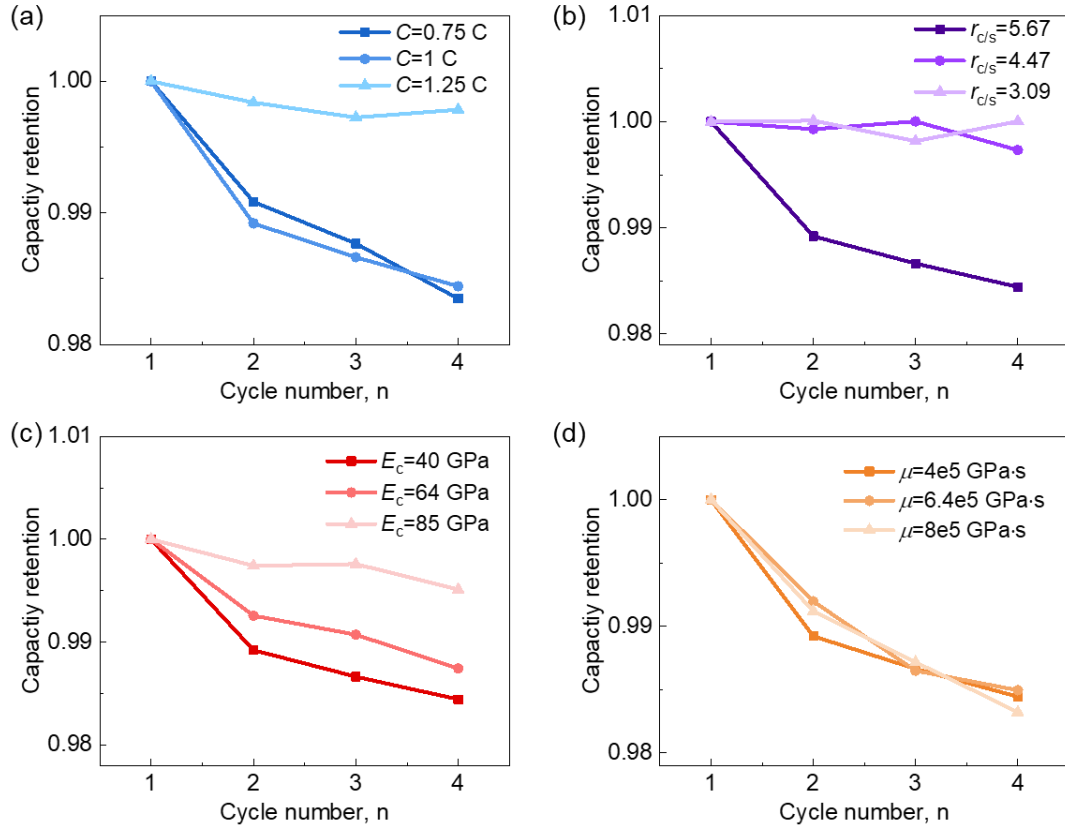 (a)
C=0.75 C
C=1 C
C=1.25 C
1.00
0.99
0.98
Capactiy retention
1 2 3 4
Cycle number, n
(b)
r_c/s=5.67
r_c/s=4.47
r_c/s=3.09
1.01
1.00
0.99
0.98
Capactiy retention
1 2 3 4
Cycle number, n
(c)
E_c=40 GPa
E_c=64 GPa
E_c=85 GPa
1.01
1.00
0.99
0.98
Capactiy retention
1 2 3 4
Cycle number, n
(d)
μ=4e5 GPa·s
μ=6.4e5 GPa·s
μ=8e5 GPa·s
1.00
0.99
0.98
Capactiy retention
1 2 3 4
Cycle number, n